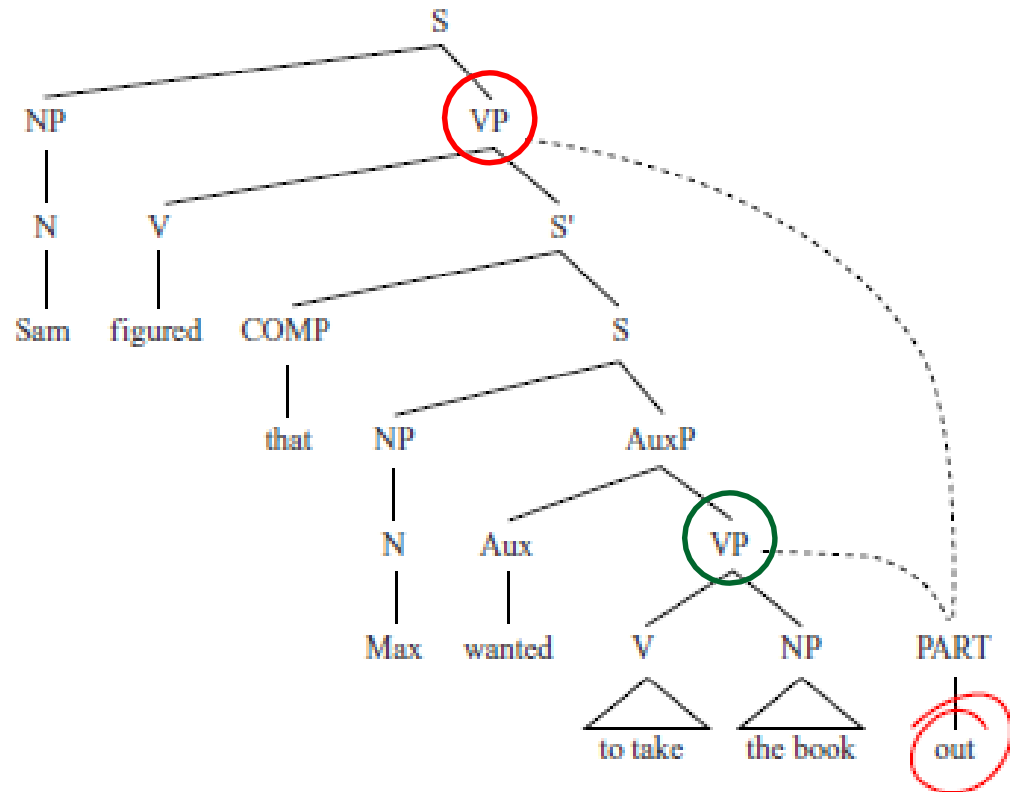 S
NP VP
N V S'
Sam figured COMP S
that NP AuxP
N Aux VP
Max wanted V NP PART
to take the book out